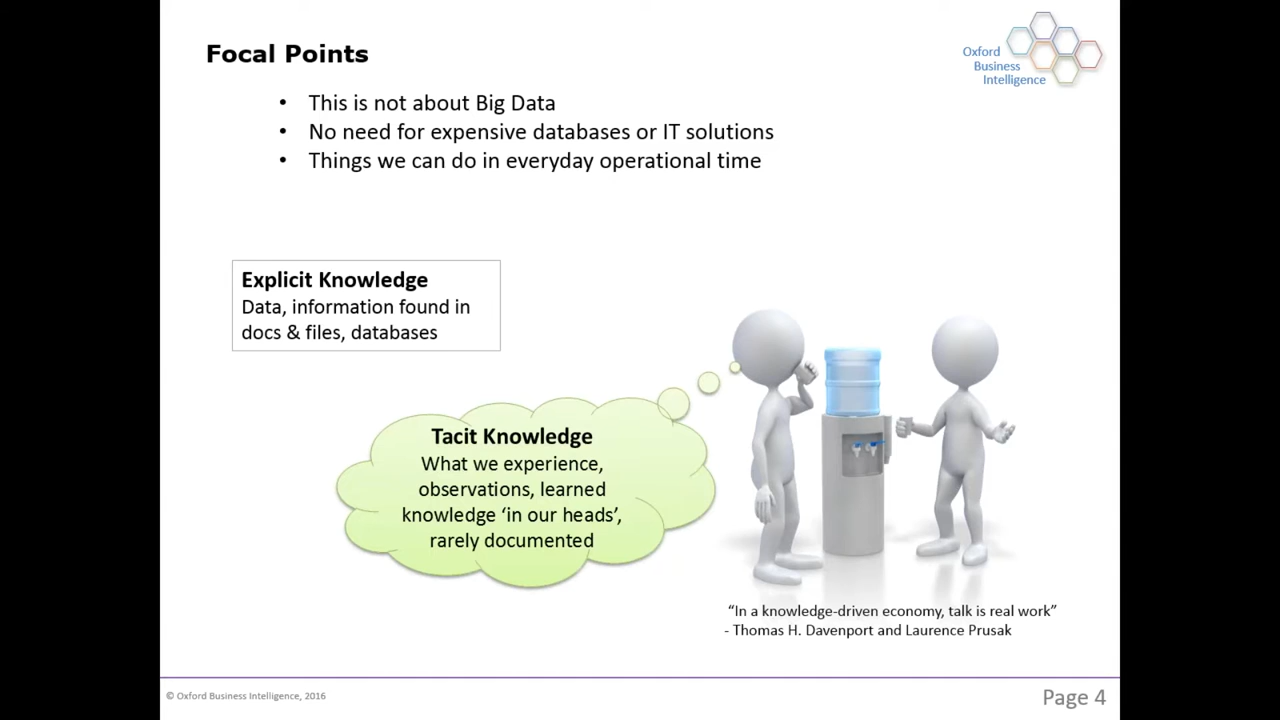 Focal Points
Oxford
Business
Intelligence
• This is not about Big Data
• No need for expensive databases or IT solutions
• Things we can do in everyday operational time
Explicit Knowledge
Data, information found in
docs & files, databases
Tacit Knowledge
What we experience,
observations, learned
knowledge ‘in our heads’,
rarely documented
“In a knowledge-driven economy, talk is real work”
- Thomas H. Davenport and Laurence Prusak
© Oxford Business Intelligence, 2016
Page 4